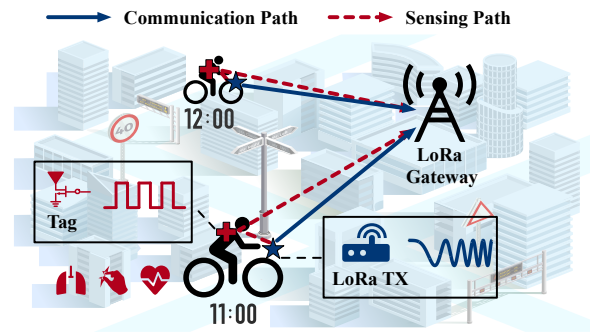 Communication Path
Sensing Path
12:00
40
LoRa
Gateway
Tag
LoRa TX
11:00